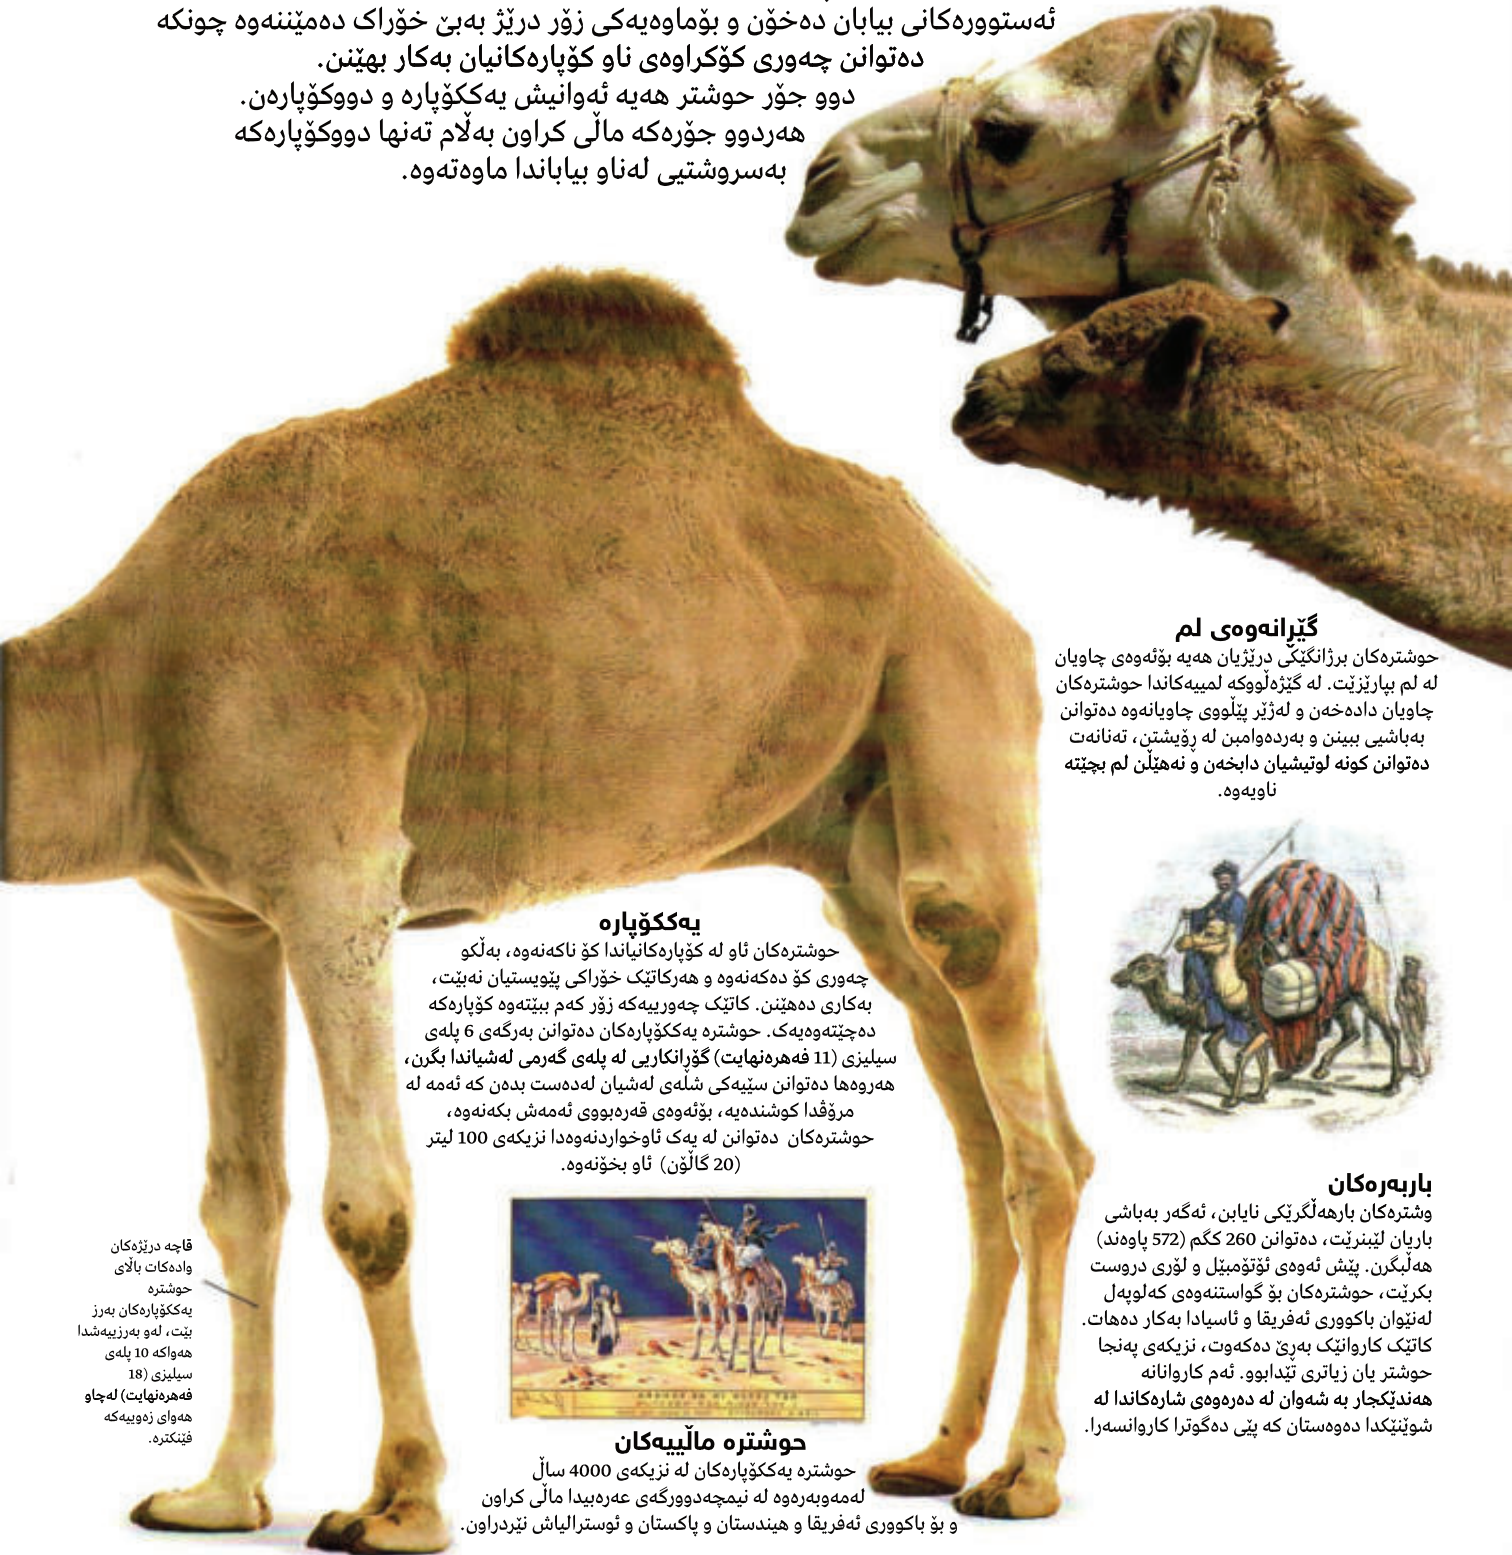 ئەستوورەکانی بیابان دەخۆن و بۆماوەیەکی زۆر درێژ بەبێ خۆراک دەمێننەوە چونکە
دەتوانن چەوری کۆکراوەی ناو کۆپارەکانیان بەکار بهێنن.
دوو جۆر حوشتر هەیە ئەوانیش یەککۆپارە و دووکۆپارەن.
هەردوو جۆرەکە ماڵی کراون بەڵام تەنها دووکۆپارەکە
بەسروشتیی لەناو بیاباندا ماوەتەوە.
گێڕانەوەی لم
حوشترەکان برژانگێکی درێژیان هەیە بۆئەوەی چاویان
لە لم بپارێزێت. لە گێژەڵووکە لمییەکاندا حوشترەکان
چاویان دادەخەن و لەژێر پێڵووی چاویانەوە دەتوانن
بەباشیی ببینن و بەردەوامبن لە ڕۆیشتن، تەنانەت
دەتوانن کونە لوتیشیان دابخەن و نەهێڵن لم بچێتە
ناویەوە.
یەککۆپارە
حوشترەکان ئاو لە کۆپارەکانیاندا کۆ ناکەنەوە، بەڵکو
چەوری کۆ دەکەنەوە و هەرکاتێک خۆراکی پێویستیان نەبێت،
بەکاری دەهێنن. کاتێک چەورییەکە زۆر کەم ببێتەوە کۆپارەکە
دەچێتەوەیەک. حوشترە یەککۆپارەکان دەتوانن بەرگەی 6 پلەی
سیلیزی (11 فەهرەنهایت) گۆڕانکاریی لە پلەی گەرمی لەشیاندا بگرن،
هەروەها دەتوانن سێیەکی شلەی لەشیان لەدەست بدەن کە ئەمە لە
مرۆڤدا کوشندەیە، بۆئەوەی قەرەبووی ئەمەش بکەنەوە،
حوشترەکان دەتوانن لە یەک ئاوخواردنەوەدا نزیکەی 100 لیتر
(20 گاڵۆن) ئاو بخۆنەوە.
باربەرەکان
وشترەکان بارهەڵگرێکی نایابن، ئەگەر بەباشی
باریان لێبنرێت، دەتوانن 260 کگم (572 پاوەند)
هەڵبگرن. پێش ئەوەی ئۆتۆمبێل و لۆری دروست
بکرێت، حوشترەکان بۆ گواستنەوەی کەلوپەل
لەنێوان باکووری ئەفریقا و ئاسیادا بەکار دەهات.
کاتێک کاروانێک بەڕێ دەکەوت، نزیکەی پەنجا
حوشتر یان زیاتری تێدابوو. ئەم کاروانانە
هەندێکجار بە شەوان لە دەرەوەی شارەکاندا لە
شوێنێکدا دەوەستان کە پێی دەگوترا کاروانسەرا.
قاچە درێژەکان
وادەکات باڵای
حوشترە
یەککۆپارەکان بەرز
بێت، لەو بەرزییەشدا
هەواکە 10 پلەی
سیلیزی (18
فەهرەنهایت) لەچاو
هەوای زەوییەکە
فێنکترە.
حوشترە ماڵییەکان
حوشترە یەککۆپارەکان لە نزیکەی 4000 ساڵ
لەمەوبەرەوە لە نیمچەدوورگەی عەرەبیدا ماڵی کراون
و بۆ باکووری ئەفریقا و هیندستان و پاکستان و ئوسترالیاش نێردراون.